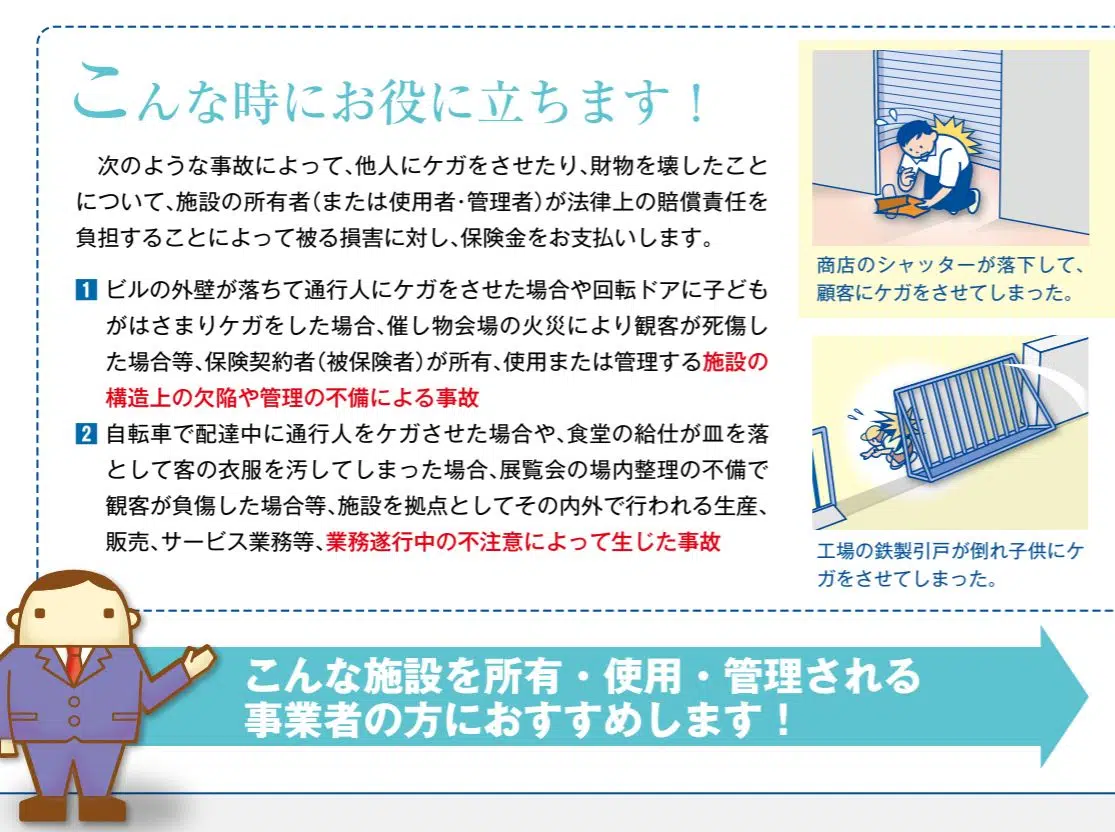 こんな時にお役に立ちます！
次のような事故によって、他人にケガをさせたり、財物を壊したこと
について、施設の所有者（または使用者・管理者）が法律上の賠償責任を
負担することによって被る損害に対し、保険金をお支払いします。
1 ビルの外壁が落ちて通行人にケガをさせた場合や回転ドアに子ども
がはさまりケガをした場合、催し物会場の火災により観客が死傷し
た場合等、保険契約者（被保険者）が所有、使用または管理する施設の
構造上の欠陥や管理の不備による事故
2 自転車で配達中に通行人をケガさせた場合や、食堂の給仕が皿を落
として客の衣服を汚してしまった場合、展覧会の場内整理の不備で
観客が負傷した場合等、施設を拠点としてその内外で行われる生産、
販売、サービス業務等、業務遂行中の不注意によって生じた事故
商店のシャッターが落下して、
顧客にケガをさせてしまった。
工場の鉄製引戸が倒れ子供にケ
ガをさせてしまった。
こんな施設を所有・使用・管理される
事業者の方におすすめします！